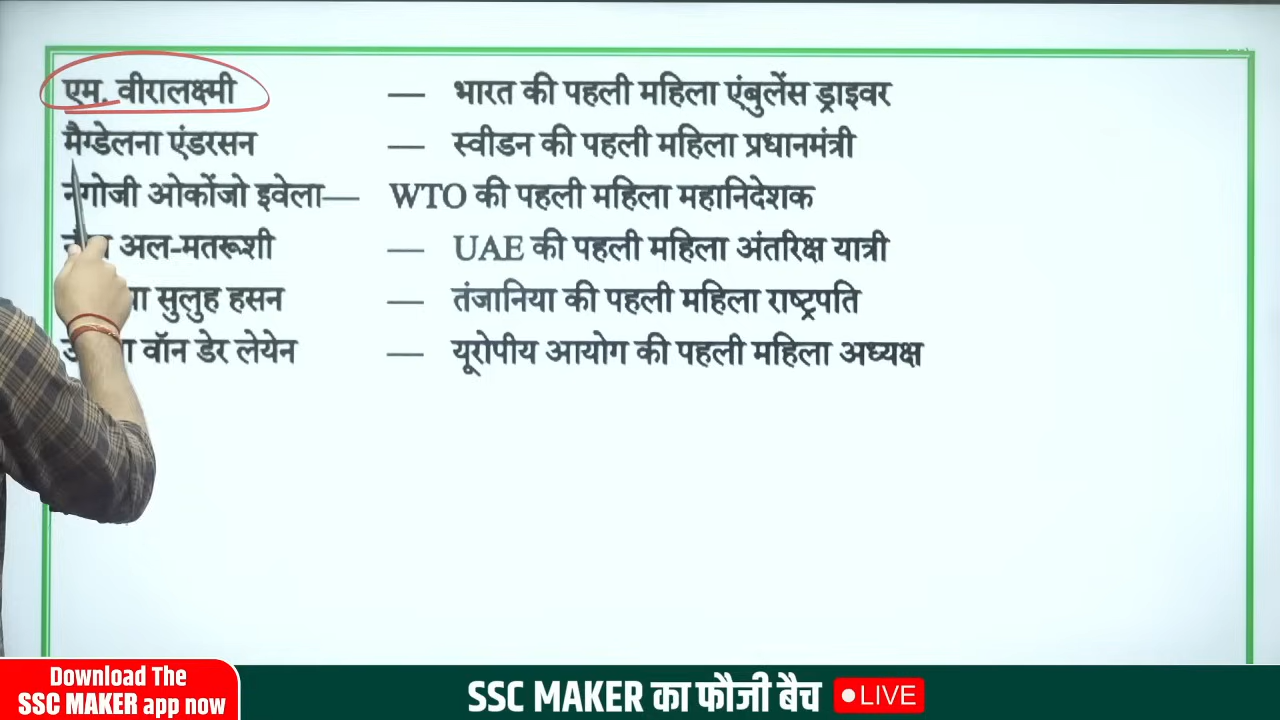 एम. वीरालक्ष्मी — भारत की पहली महिला एंबुलेंस ड्राइवर
मैग्डेलना एंडरसन — स्वीडन की पहली महिला प्रधानमंत्री
नगोजी ओकोंजो इवेला— WTO की पहली महिला महानिदेशक
अल-मतरूशी — UAE की पहली महिला अंतरिक्ष यात्री
सुलुह हसन — तंजानिया की पहली महिला राष्ट्रपति
वॉन डेर लेयेन — यूरोपीय आयोग की पहली महिला अध्यक्ष
Download The
SSC MAKER app now
SSC MAKER का फौजी बैच
LIVE